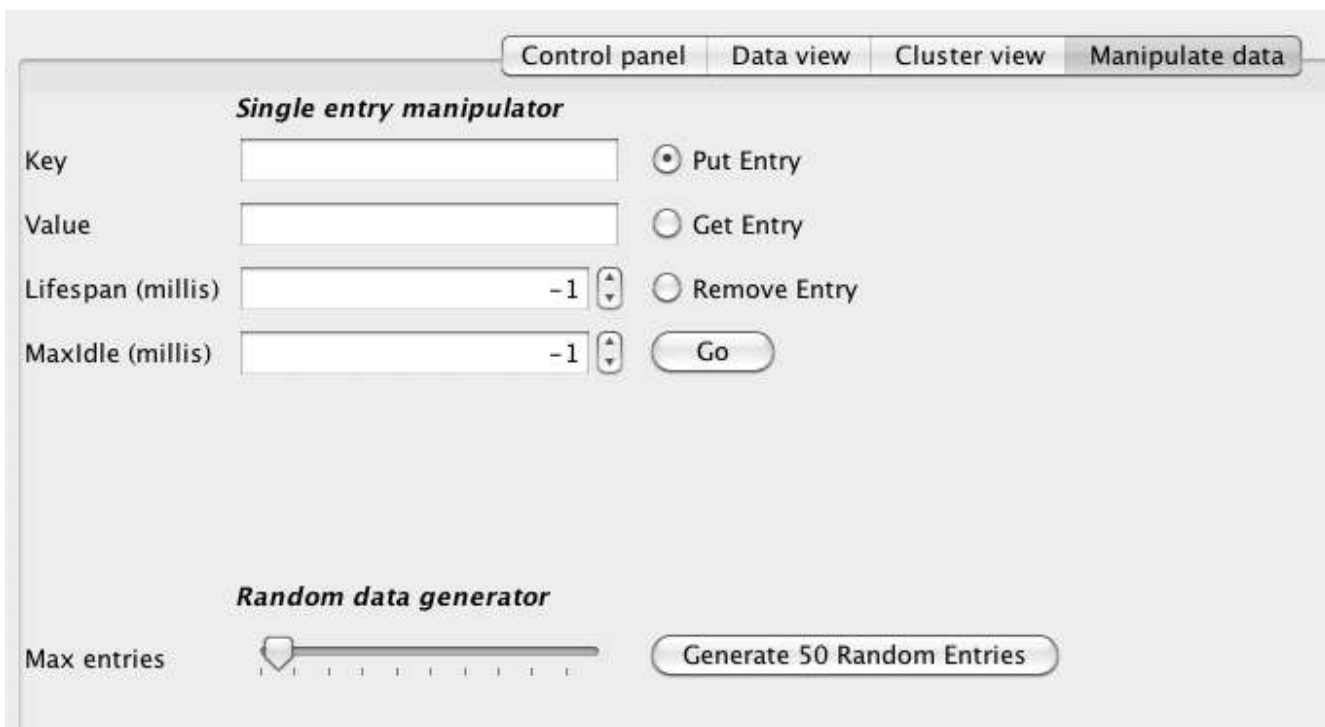 Control panel Data view Cluster view Manipulate data
Single entry manipulator
Key Put Entry
Value Get Entry
Lifespan (millis) -1 Remove Entry
MaxIdle (millis) -1 Go
Random data generator
Max entries Generate 50 Random Entries